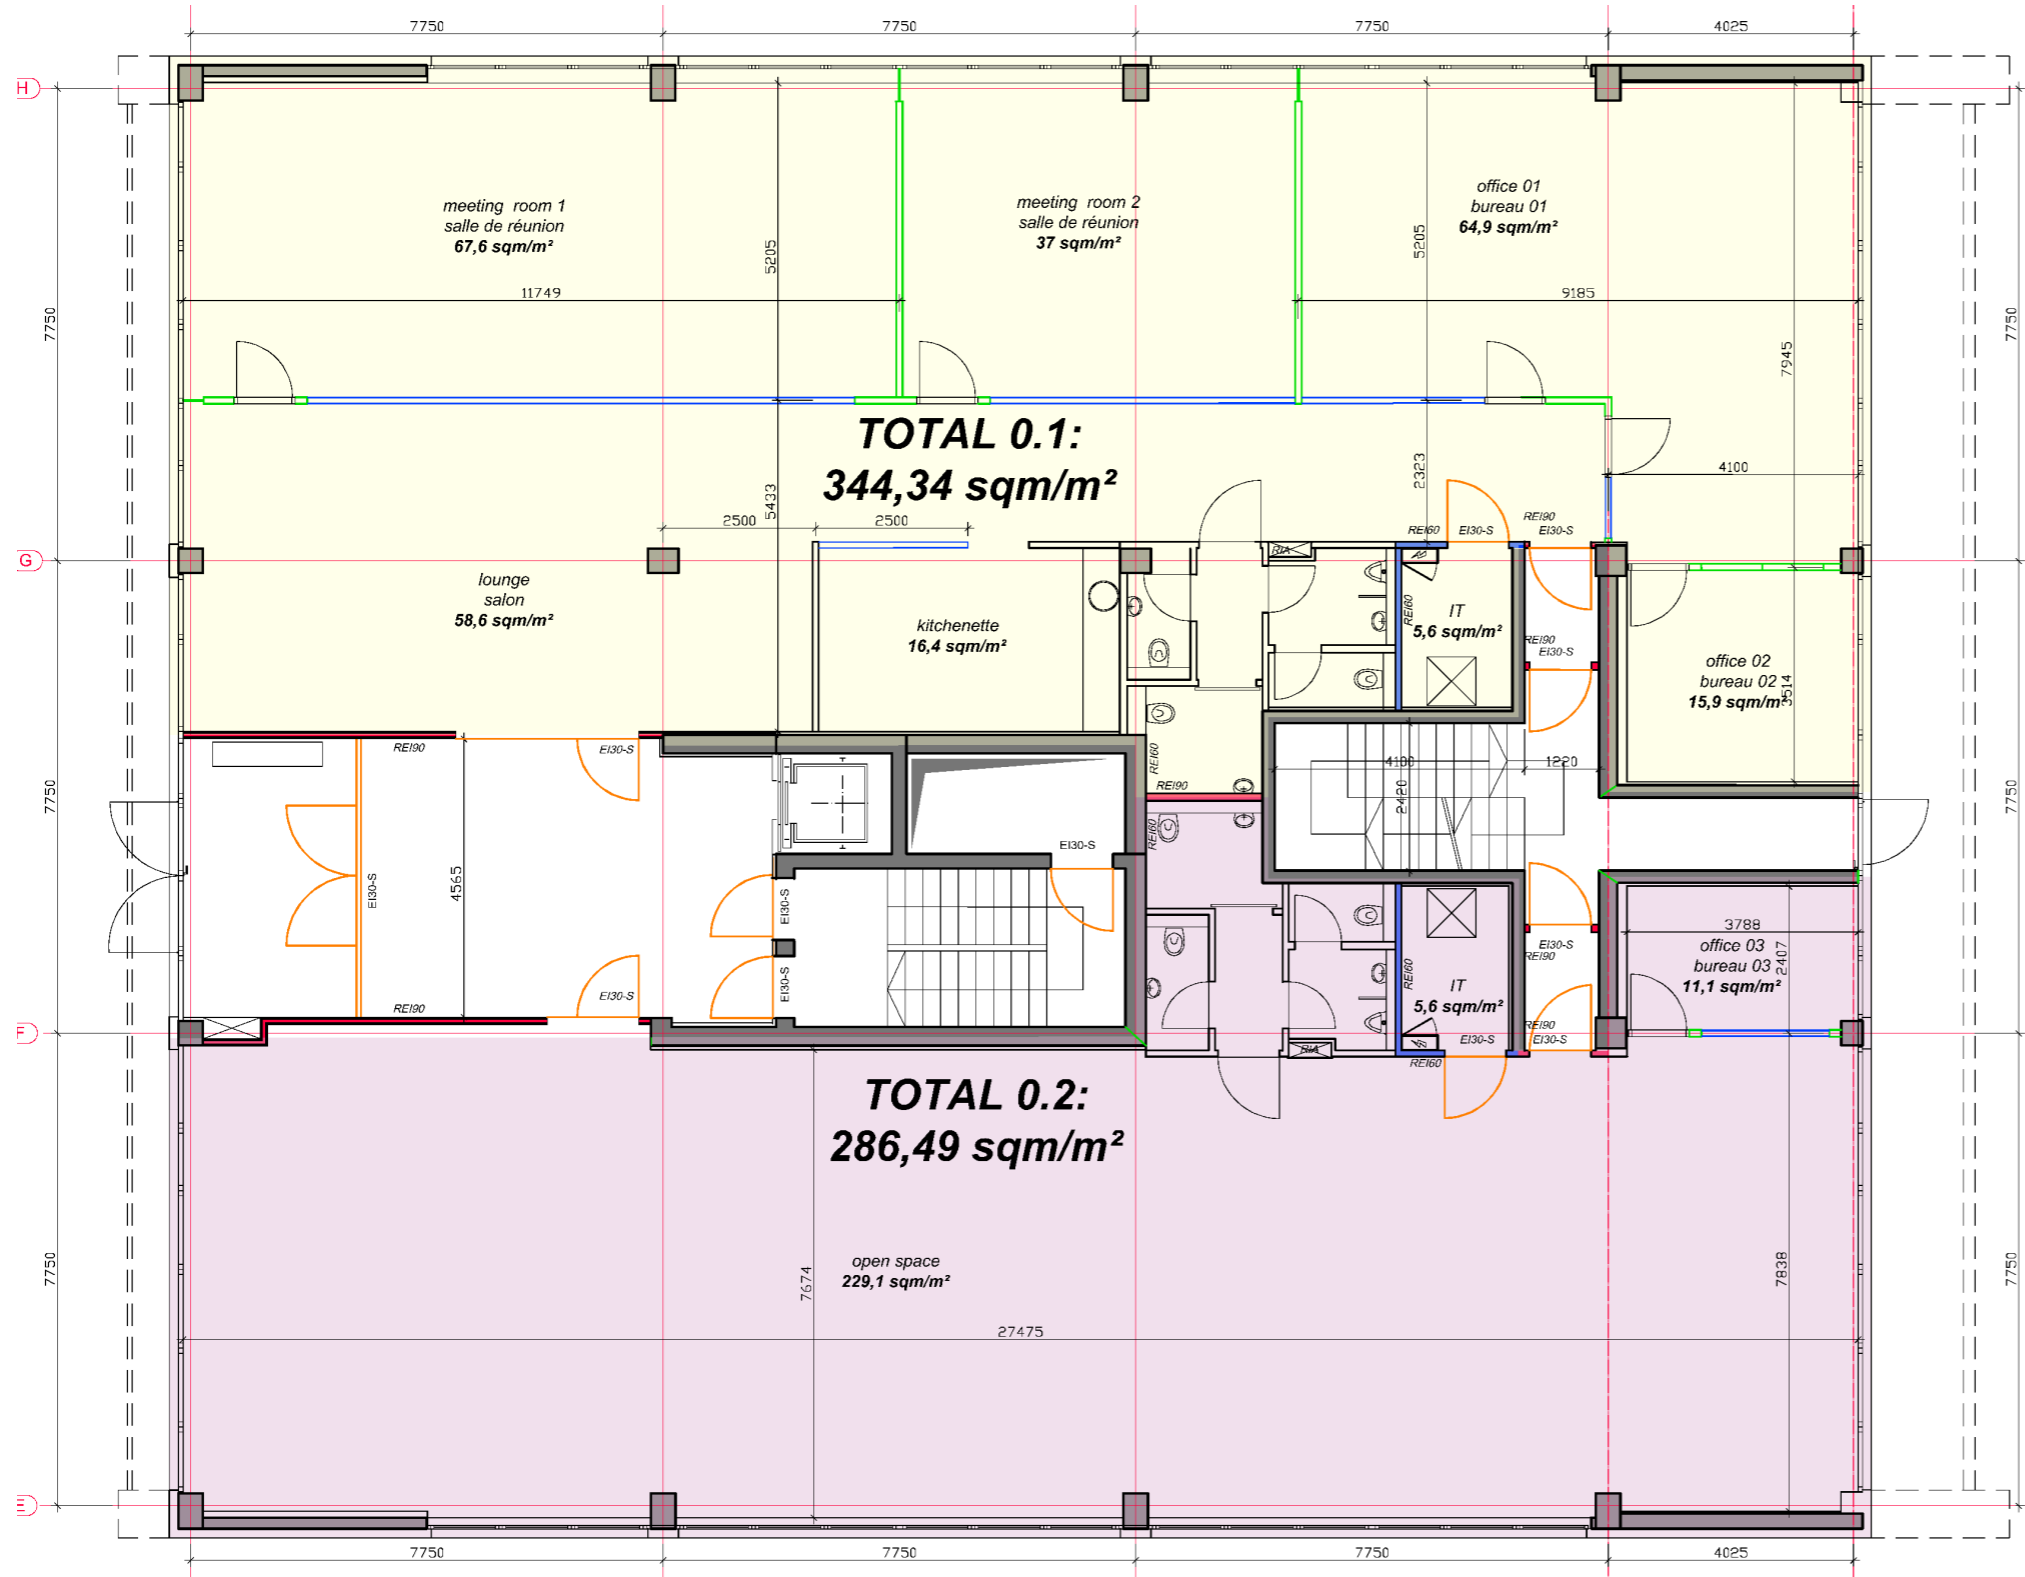 7750
7750
7750
4025
H
meeting room 1
salle de réunion
67,6 sqm/m²
meeting room 2
salle de réunion
37 sqm/m²
office 01
bureau 01
64,9 sqm/m²
5205
5205
11749
9185
7750
7750
7945
TOTAL 0.1:
344,34 sqm/m²
5433
2323
4100
2500
2500
REI60
EI30-S
REI90
EI30-S
RIA
G
lounge
salon
58,6 sqm/m²
kitchenette
16,4 sqm/m²
REI60
IT
5,6 sqm/m²
REI90
EI30-S
office 02
bureau 02
15,9 sqm/m²
3514
REI90
EI30-S
REI60
REI90
4100
1220
2420
7750
7750
REI60
EI30-S
EI30-S
4565
EI30-S
EI30-S
EI30-S
REI90
REI60
IT
5,6 sqm/m²
EI30-S
REI90
3788
office 03
bureau 03
11,1 sqm/m²
2407
F
RIA
EI30-S
REI90
EI30-S
REI60
TOTAL 0.2:
286,49 sqm/m²
7750
7750
open space
229,1 sqm/m²
7674
7838
27475
E
7750
7750
7750
4025